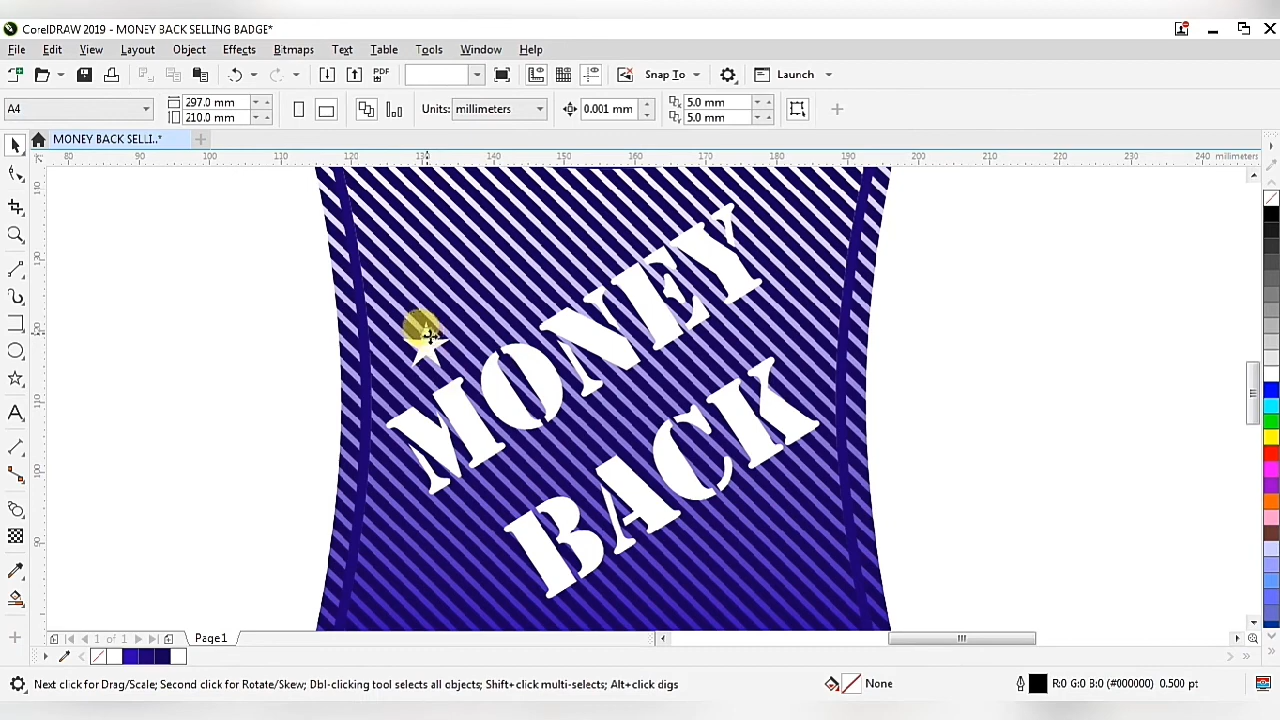 CorelDRAW 2019 - MONEY BACK SELLING BADGE*
File Edit View Layout Object Effects Bitmaps Text Table Tools Window Help
PDF Snap To Launch
A4 297.0 mm 210.0 mm Units: millimeters 0.001 mm 5.0 mm 5.0 mm
MONEY BACK SELLI..*
80 90 100 110 120 130 140 150 160 170 180 190 200 210 220 230 240 millimeters
MONEY
BACK
1 of 1 Page1
Next click for Drag/Scale; Second click for Rotate/Skew; Dbl-clicking tool selects all objects; Shift+click multi-selects; Alt+click digs None R:0 G:0 B:0 (#000000) 0.500 pt